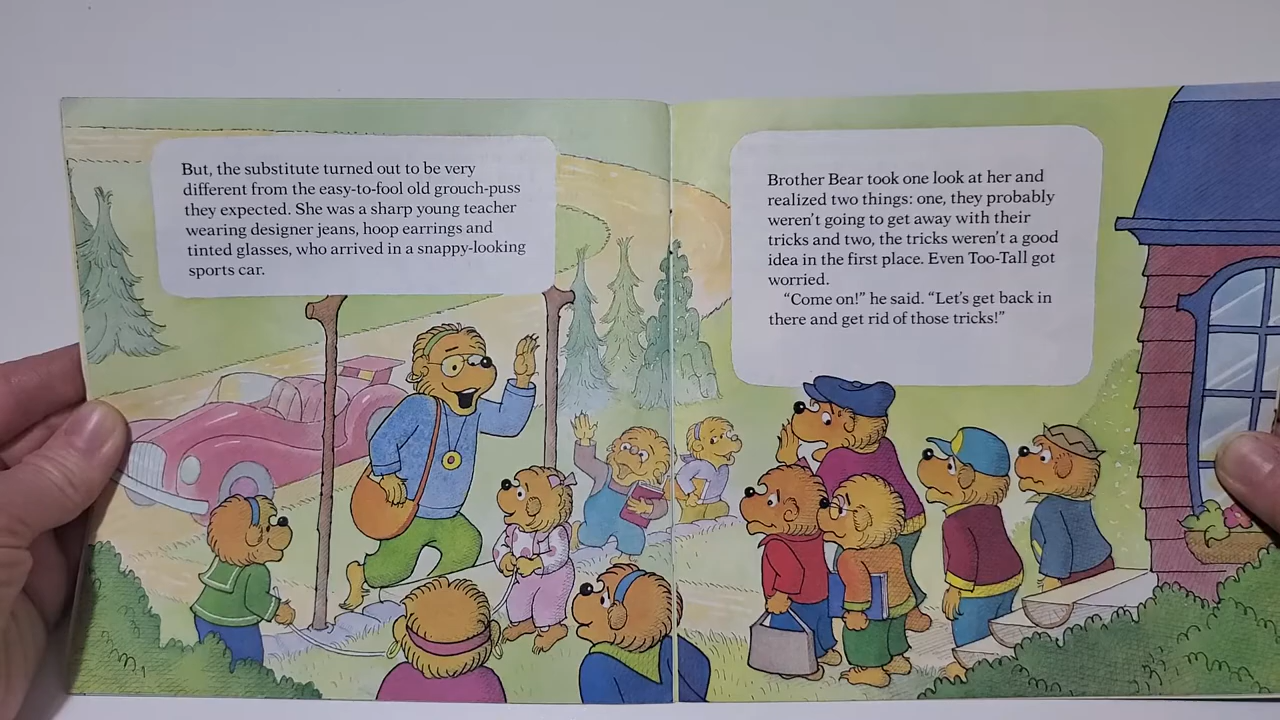 But, the substitute turned out to be very
different from the easy-to-fool old grouch-puss
they expected. She was a sharp young teacher
wearing designer jeans, hoop earrings and
tinted glasses, who arrived in a snappy-looking
sports car.
Brother Bear took one look at her and
realized two things: one, they probably
weren't going to get away with their
tricks and two, the tricks weren't a good
idea in the first place. Even Too-Tall got
worried.
“Come on!” he said. “Let's get back in
there and get rid of those tricks!”